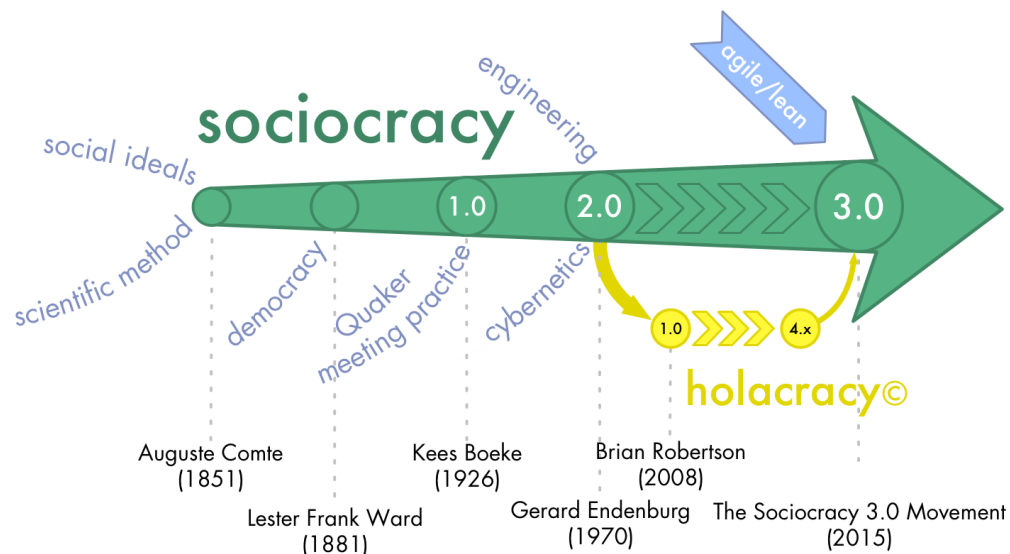 engineering
agile/lean
sociocracy
social ideals
1.0
2.0
3.0
scientific method
democracy
Quaker
meeting practice
cybernetics
1.0
4.x
holacracy©
Auguste Comte
(1851)
Kees Boeke
(1926)
Brian Robertson
(2008)
Lester Frank Ward
(1881)
Gerard Endenburg
(1970)
The Sociocracy 3.0 Movement
(2015)